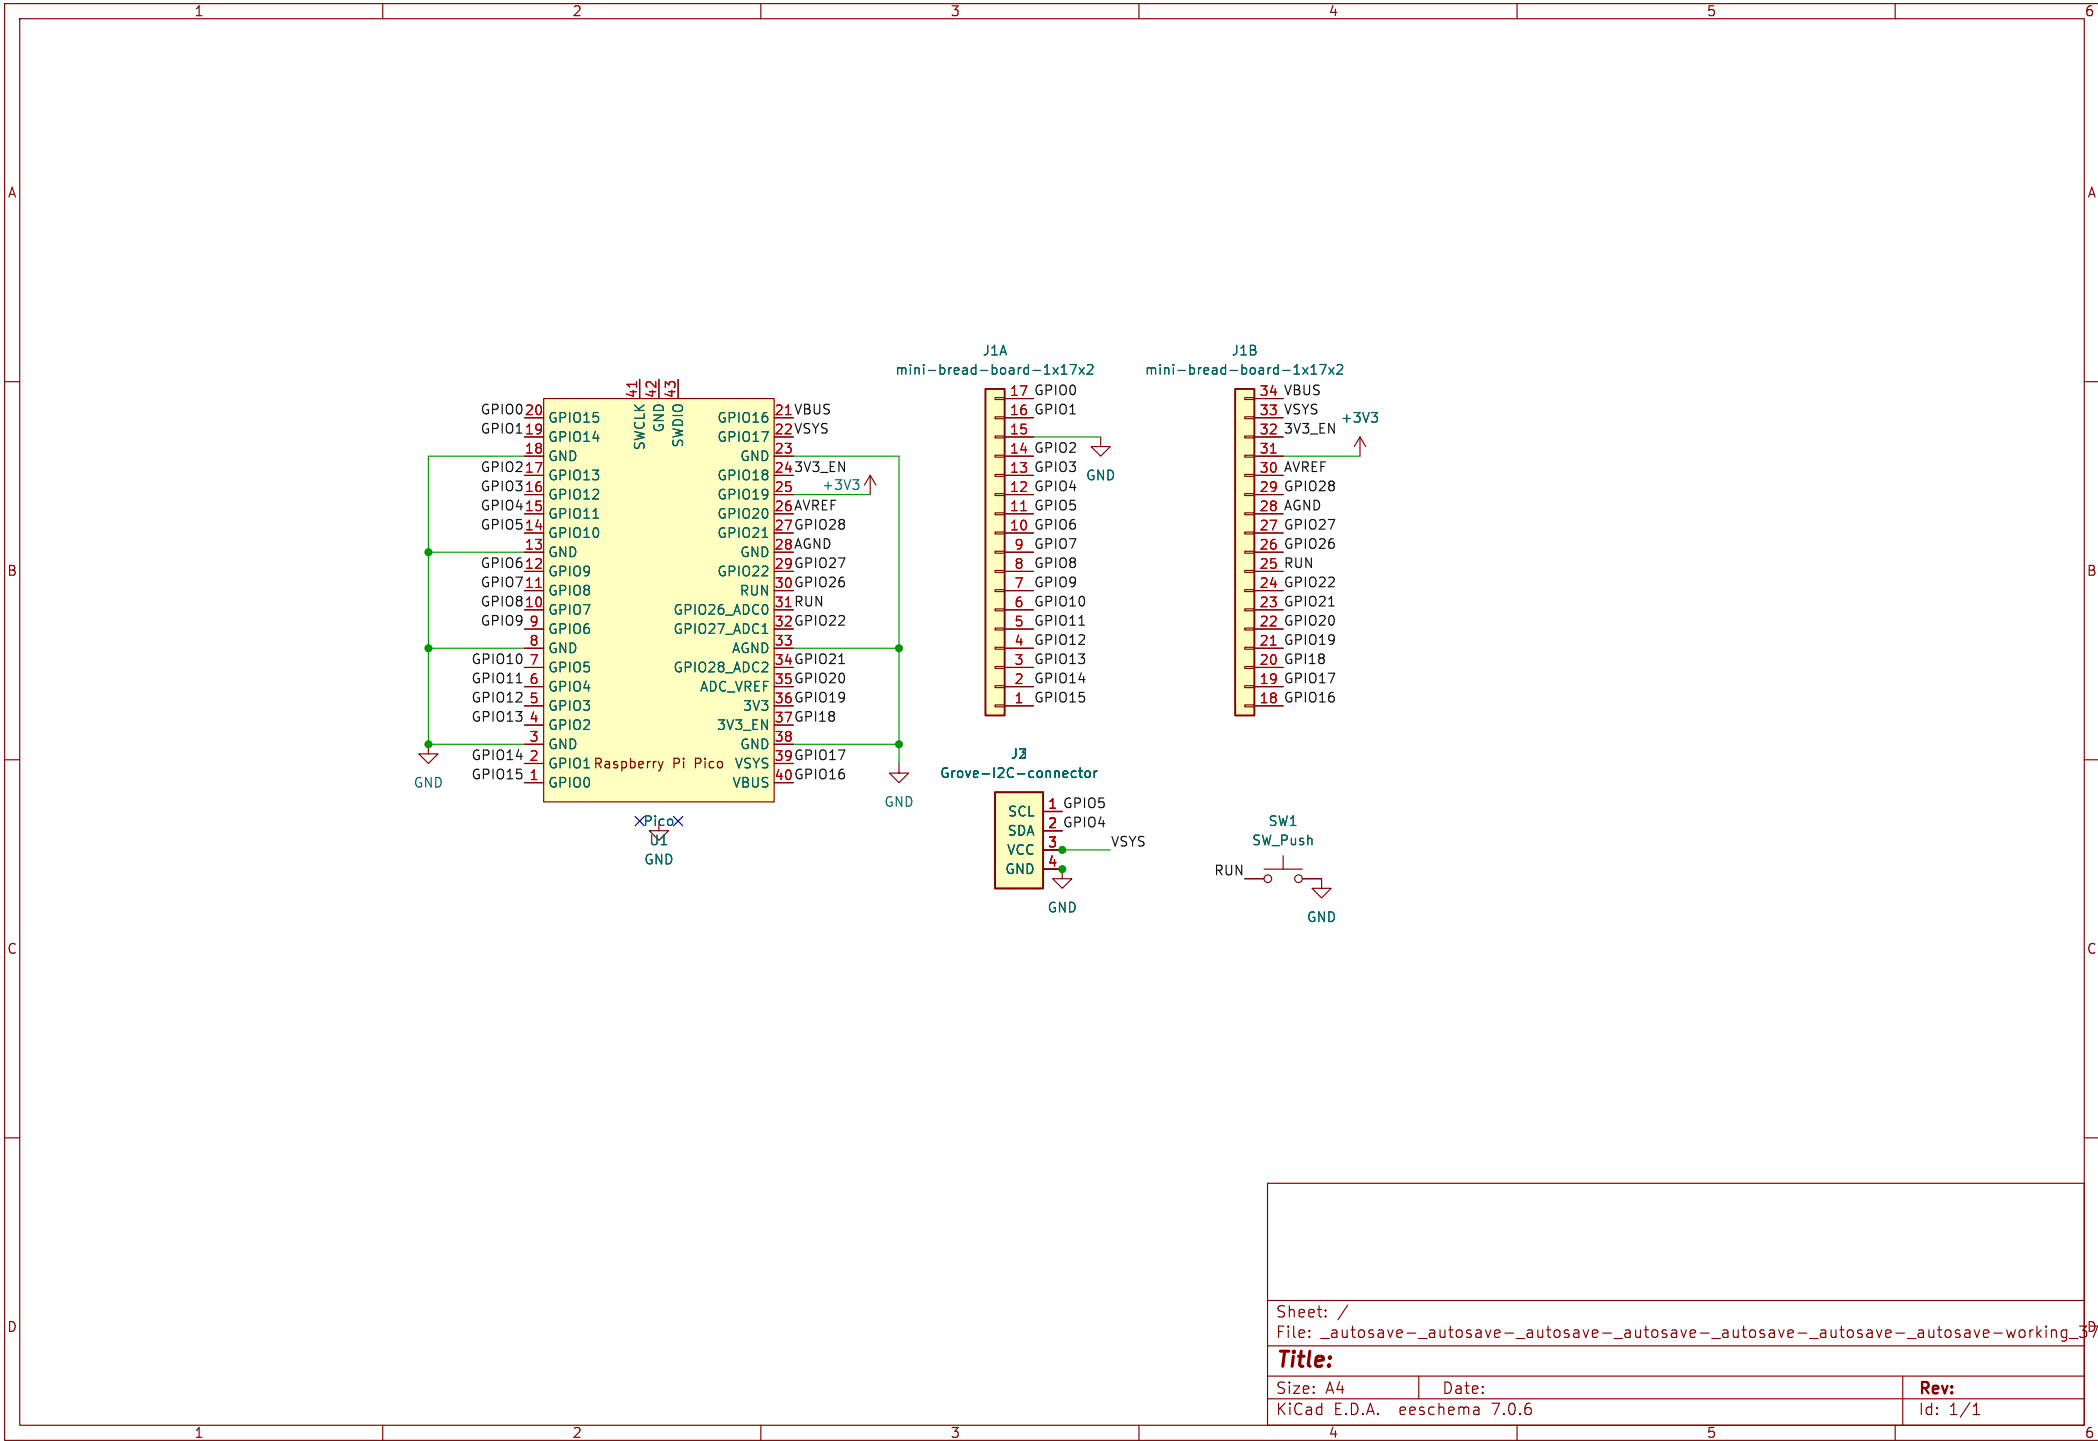 1 2 3 4 5 6
A A
B B
C C
D D
J1A
mini-bread-board-1x17x2
17 GPIO0
16 GPIO1
15
14 GPIO2
13 GPIO3
12 GPIO4
11 GPIO5
10 GPIO6
9 GPIO7
8 GPIO8
7 GPIO9
6 GPIO10
5 GPIO11
4 GPIO12
3 GPIO13
2 GPIO14
1 GPIO15
GND
J1B
mini-bread-board-1x17x2
34 VBUS
33 VSYS
32 3V3_EN
31
30 AVREF
29 GPIO28
28 AGND
27 GPIO27
26 GPIO26
25 RUN
24 GPIO22
23 GPIO21
22 GPIO20
21 GPIO19
20 GPI18
19 GPIO17
18 GPIO16
+3V3
41 42 43
SWCLK GND SWDIO
GPIO0 20 GPIO15 GPIO16 21 VBUS
GPIO1 19 GPIO14 GPIO17 22 VSYS
18 GND GND 23
GPIO2 17 GPIO13 GPIO18 24 3V3_EN
GPIO3 16 GPIO12 GPIO19 25 +3V3
GPIO4 15 GPIO11 GPIO20 26 AVREF
GPIO5 14 GPIO10 GPIO21 27 GPIO28
13 GND GND 28 AGND
GPIO6 12 GPIO9 GPIO22 29 GPIO27
GPIO7 11 GPIO8 RUN 30 GPIO26
GPIO8 10 GPIO7 GPIO26_ADC0 31 RUN
GPIO9 9 GPIO6 GPIO27_ADC1 32 GPIO22
8 GND AGND 33
GPIO10 7 GPIO5 GPIO28_ADC2 34 GPIO21
GPIO11 6 GPIO4 ADC_VREF 35 GPIO20
GPIO12 5 GPIO3 3V3 36 GPIO19
GPIO13 4 GPIO2 3V3_EN 37 GPI18
3 GND GND 38
GPIO14 2 GPIO1 Raspberry Pi Pico VSYS 39 GPIO17
GPIO15 1 GPIO0 VBUS 40 GPIO16
GND
GND
Pico
U1
GND
Grove-I2C-connector
SCL 1 GPIO5
SDA 2 GPIO4
VCC 3 VSYS
GND 4
GND
SW1
SW_Push
RUN
GND
Sheet: /
File: _autosave-_autosave-_autosave-_autosave-_autosave-_autosave-_autosave-working_37
Title:
Size: A4 Date: Rev:
KiCad E.D.A. eeschema 7.0.6 Id: 1/1
1 2 3 4 5 6